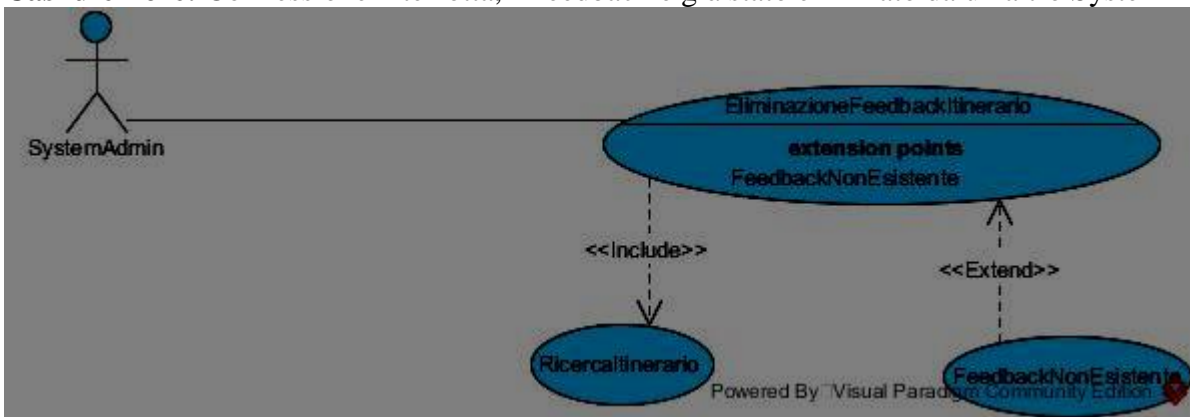 EliminazioneFeedbackItinerario
SystemAdmin
extension points
FeedbackNonEsistente
<<Include>>
<<Extend>>
RicercaItinerario
FeedbackNonEsistente
Powered By Visual Paradigm Community Edition